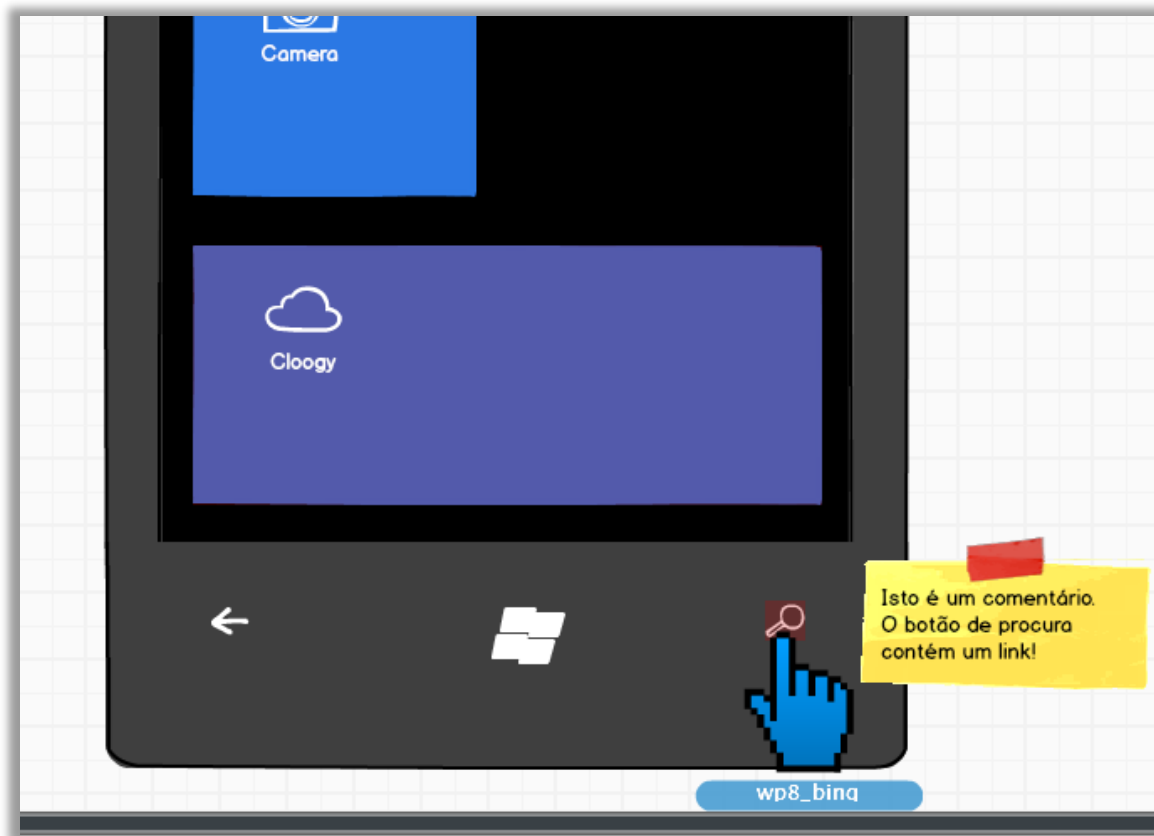 Camera
Cloogy
Isto é um comentário.
O botão de procura
contém um link!
wp8_bing